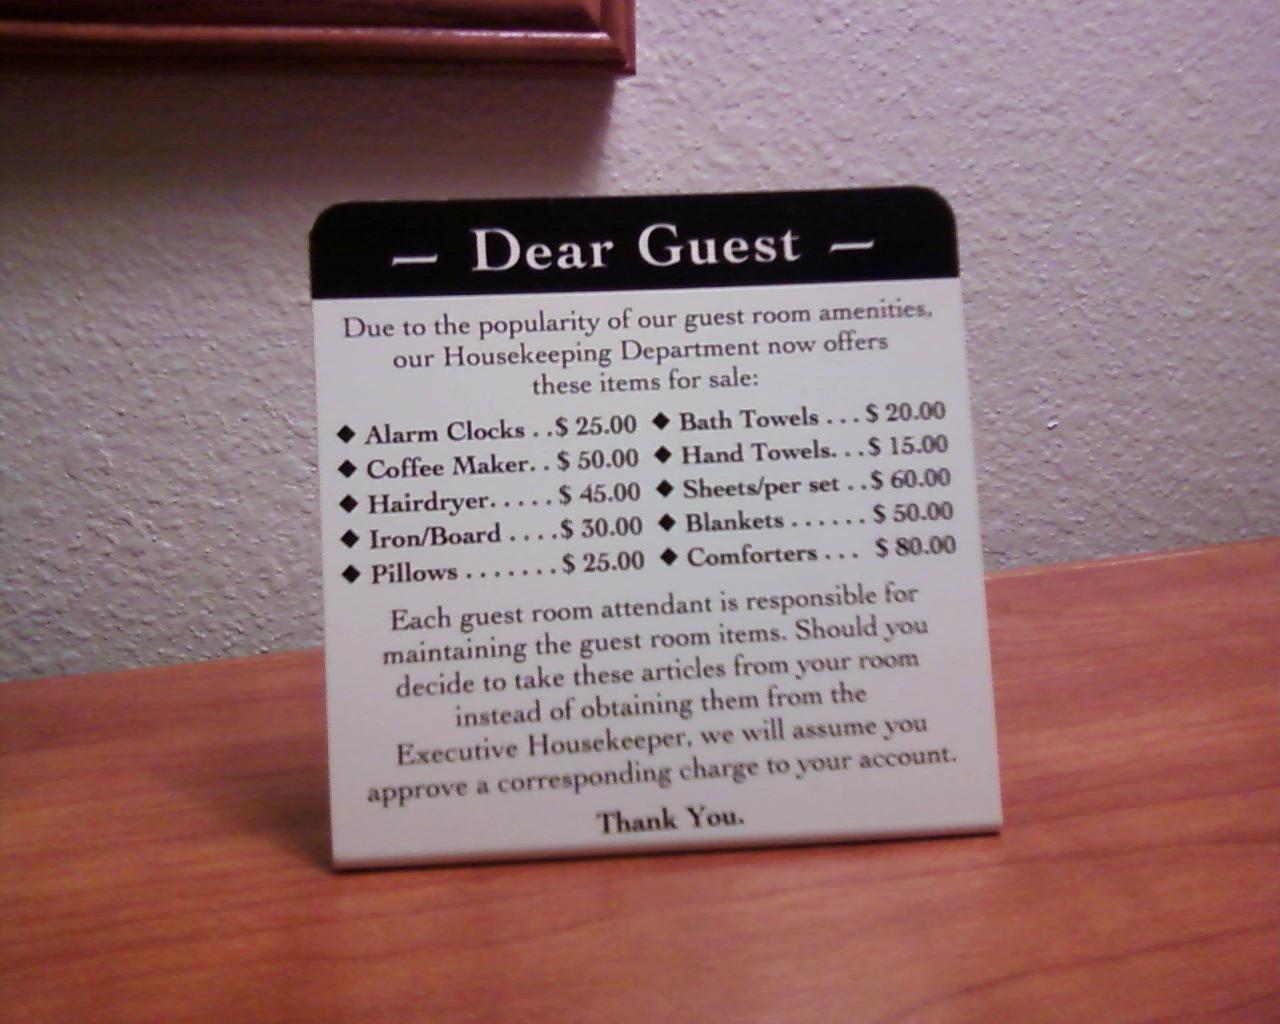 — Dear Guest —
Due to the popularity of our guest room amenities,
our Housekeeping Department now offers
these items for sale:
◆ Alarm Clocks . . $ 25.00 ◆ Bath Towels . . . $ 20.00
◆ Coffee Maker. . $ 50.00 ◆ Hand Towels. . . $ 15.00
◆ Hairdryer. . . . . $ 45.00 ◆ Sheets/per set . . $ 60.00
◆ Iron/Board . . . . $ 30.00 ◆ Blankets . . . . . . $ 50.00
◆ Pillows . . . . . . . $ 25.00 ◆ Comforters . . . $ 80.00
Each guest room attendant is responsible for
maintaining the guest room items. Should you
decide to take these articles from your room
instead of obtaining them from the
Executive Housekeeper, we will assume you
approve a corresponding charge to your account.
Thank You.